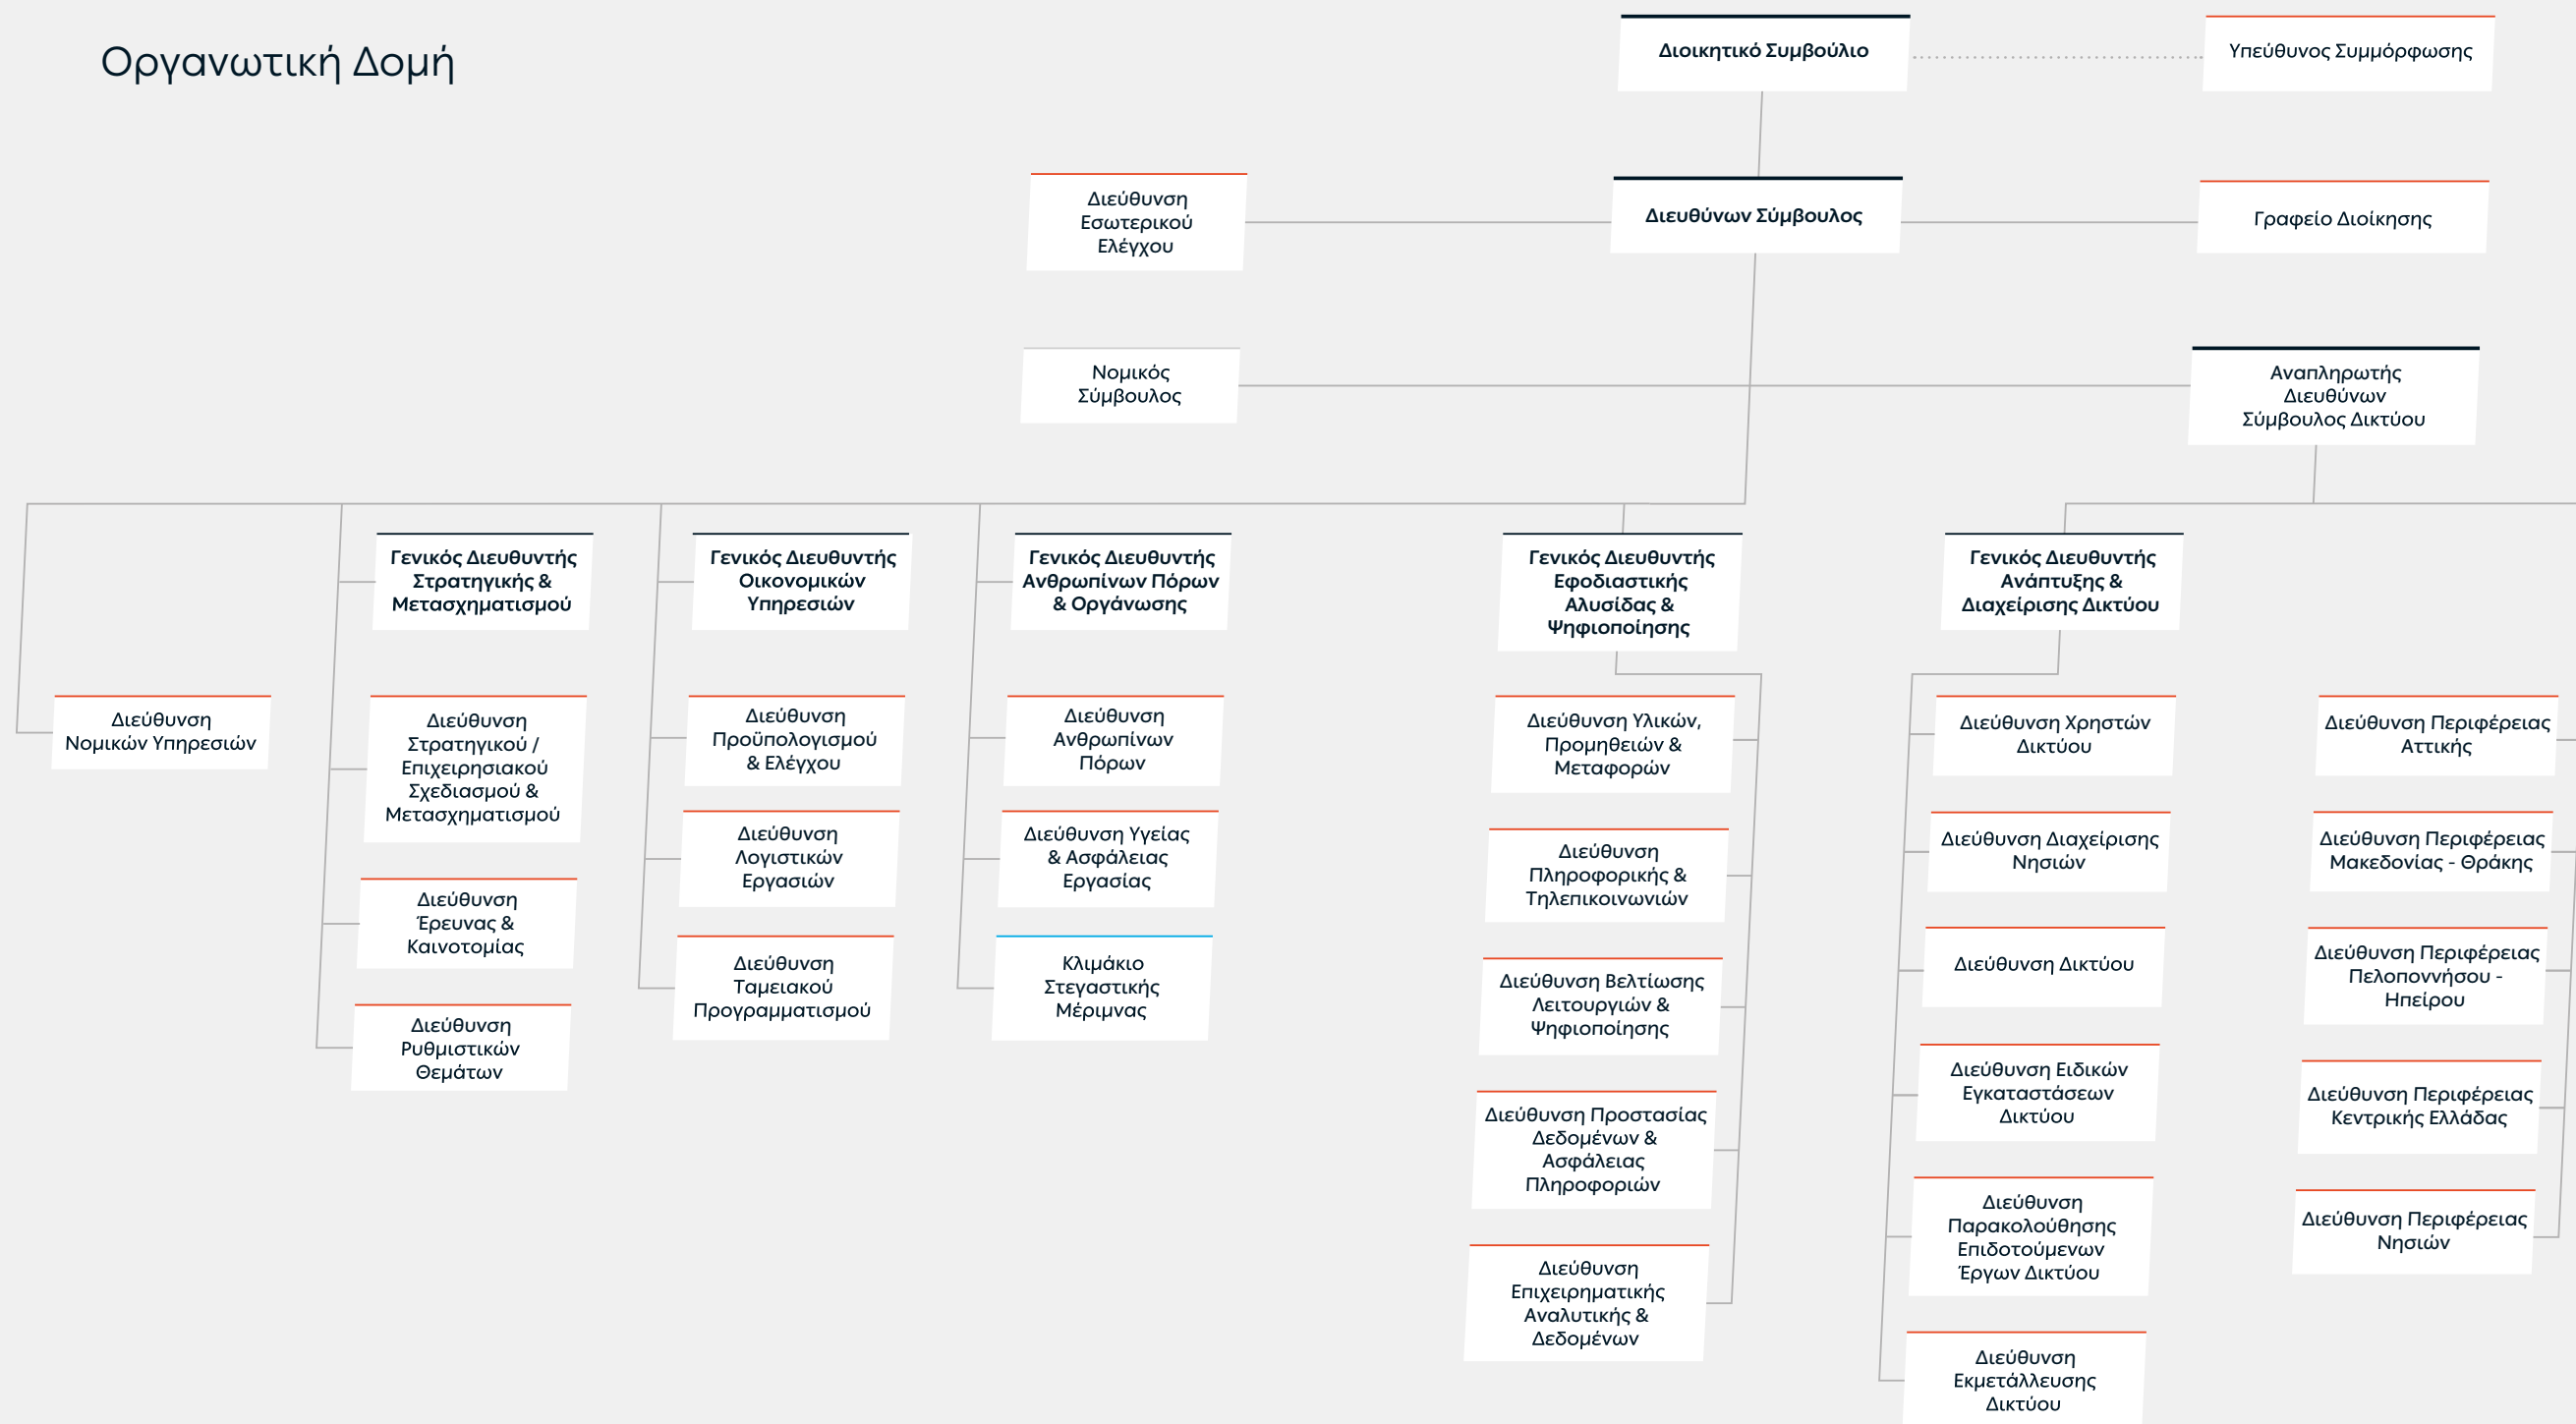 Οργανωτική Δομή
Διοικητικό Συμβούλιο
Υπεύθυνος Συμμόρφωσης
Διεύθυνση
Εσωτερικού
Ελέγχου
Διευθύνων Σύμβουλος
Γραφείο Διοίκησης
Νομικός
Σύμβουλος
Αναπληρωτής
Διευθύνων
Σύμβουλος Δικτύου
Γενικός Διευθυντής
Στρατηγικής &
Μετασχηματισμού
Γενικός Διευθυντής
Οικονομικών
Υπηρεσιών
Γενικός Διευθυντής
Ανθρωπίνων Πόρων
& Οργάνωσης
Γενικός Διευθυντής
Εφοδιαστικής
Αλυσίδας &
Ψηφιοποίησης
Γενικός Διευθυντής
Ανάπτυξης &
Διαχείρισης Δικτύου
Διεύθυνση
Νομικών Υπηρεσιών
Διεύθυνση
Στρατηγικού /
Επιχειρησιακού
Σχεδιασμού &
Μετασχηματισμού
Διεύθυνση
Έρευνας &
Καινοτομίας
Διεύθυνση
Ρυθμιστικών
Θεμάτων
Διεύθυνση
Προϋπολογισμού
& Ελέγχου
Διεύθυνση
Λογιστικών
Εργασιών
Διεύθυνση
Ταμειακού
Προγραμματισμού
Διεύθυνση
Ανθρωπίνων
Πόρων
Διεύθυνση Υγείας
& Ασφάλειας
Εργασίας
Κλιμάκιο
Στεγαστικής
Μέριμνας
Διεύθυνση Υλικών,
Προμηθειών &
Μεταφορών
Διεύθυνση
Πληροφορικής &
Τηλεπικοινωνιών
Διεύθυνση Βελτίωσης
Λειτουργιών &
Ψηφιοποίησης
Διεύθυνση Προστασίας
Δεδομένων &
Ασφάλειας
Πληροφοριών
Διεύθυνση
Επιχειρηματικής
Αναλυτικής &
Δεδομένων
Διεύθυνση Χρηστών
Δικτύου
Διεύθυνση Διαχείρισης
Νησιών
Διεύθυνση Δικτύου
Διεύθυνση Ειδικών
Εγκαταστάσεων
Δικτύου
Διεύθυνση
Παρακολούθησης
Επιδοτούμενων
Έργων Δικτύου
Διεύθυνση
Εκμετάλλευσης
Δικτύου
Διεύθυνση Περιφέρειας
Αττικής
Διεύθυνση Περιφέρειας
Μακεδονίας - Θράκης
Διεύθυνση Περιφέρειας
Πελοποννήσου -
Ηπείρου
Διεύθυνση Περιφέρειας
Κεντρικής Ελλάδας
Διεύθυνση Περιφέρειας
Νησιών